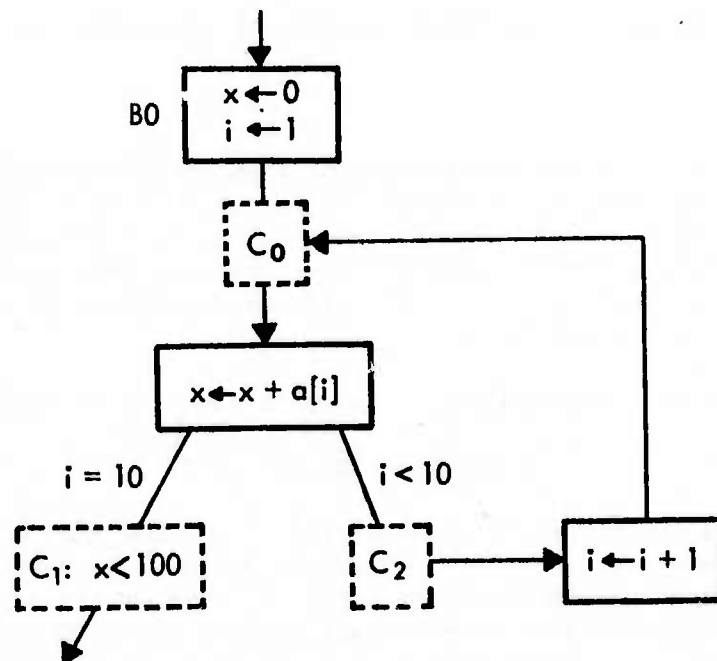 x ← 0
B0
i ← 1
C₀
x ← x + a[i]
i = 10
i < 10
C₁: x < 100
C₂
i ← i + 1